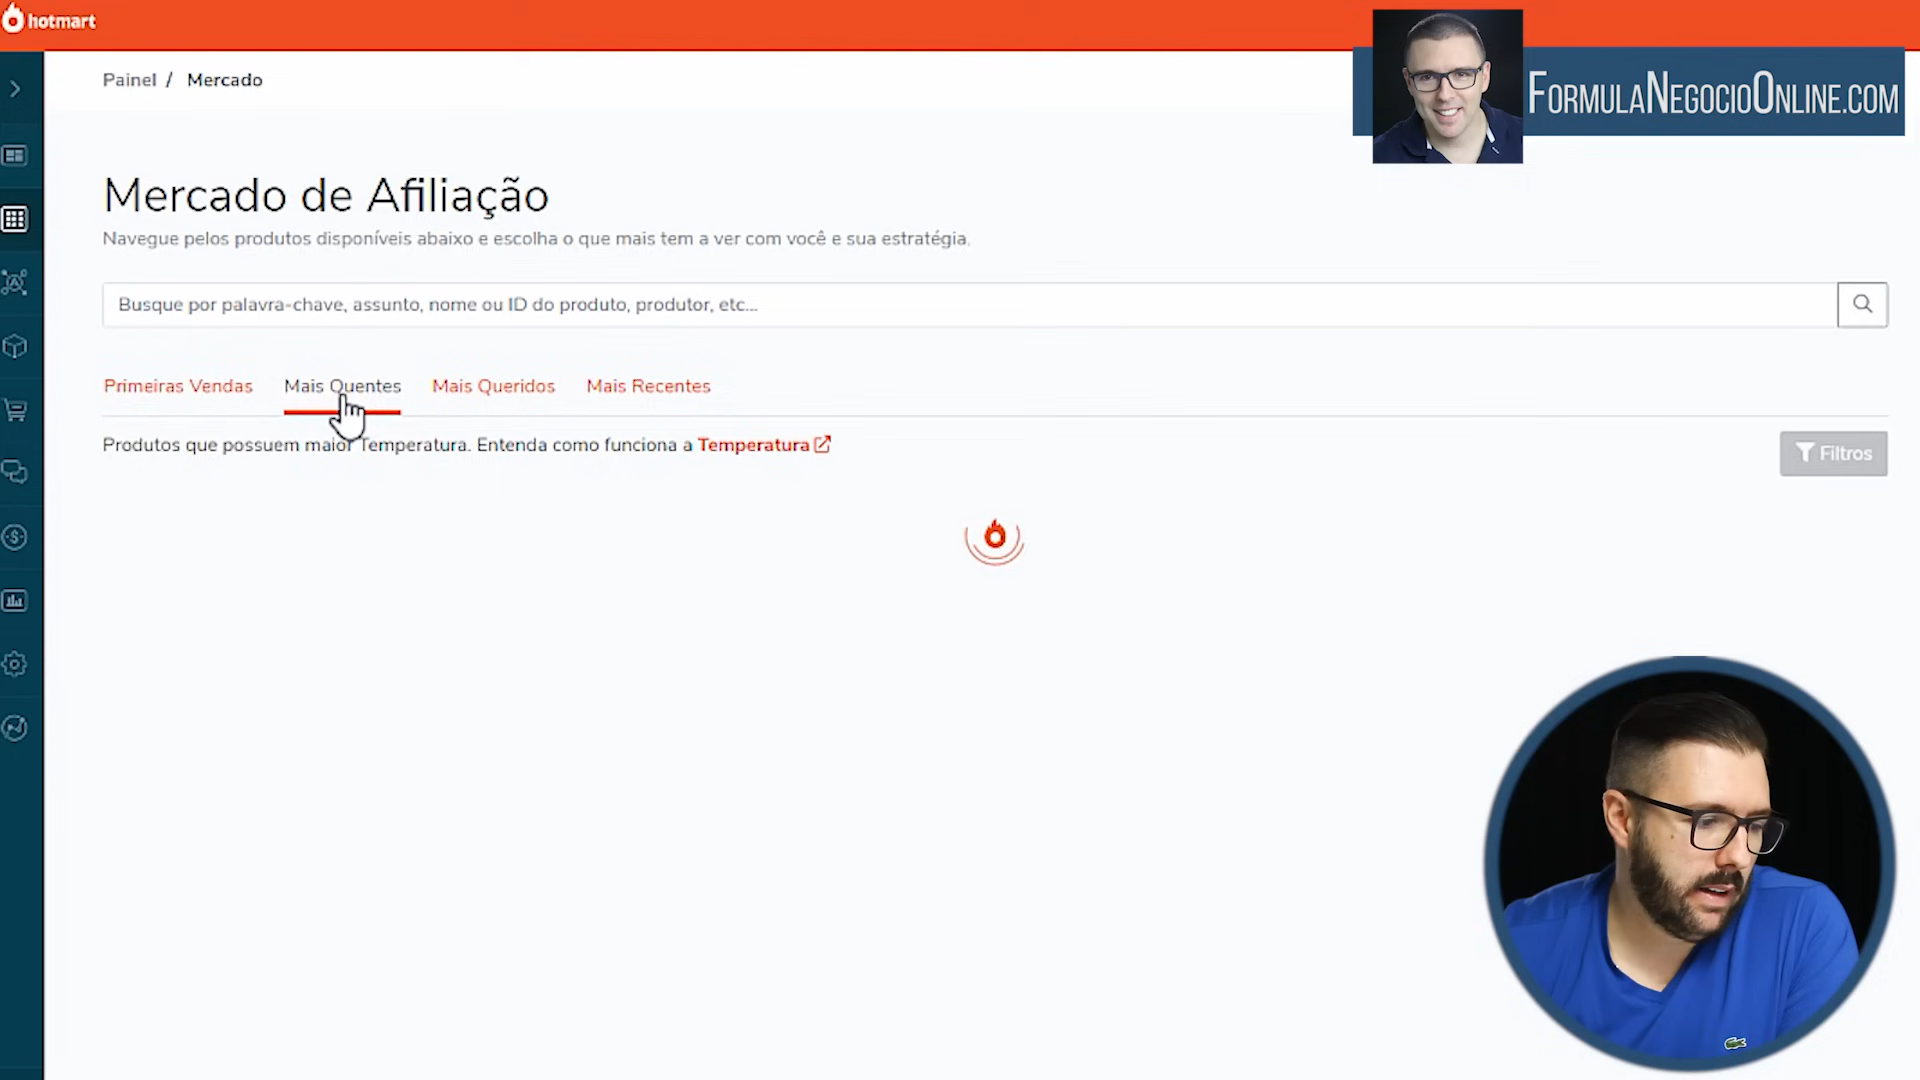 hotmart
FORMULANEGOCIOONLINE.COM
Painel / Mercado
Mercado de Afiliação
Navegue pelos produtos disponíveis abaixo e escolha o que mais tem a ver com você e sua estratégia.
Busque por palavra-chave, assunto, nome ou ID do produto, produtor, etc...
Primeiras Vendas Mais Quentes Mais Queridos Mais Recentes
Produtos que possuem maior Temperatura. Entenda como funciona a Temperatura
Filtros